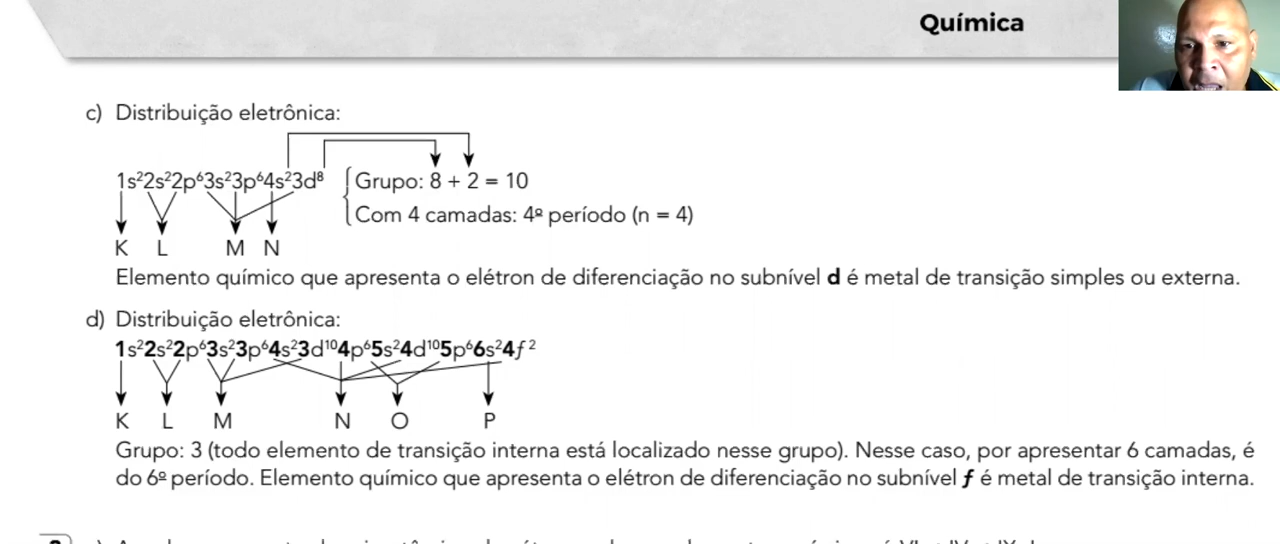 Química
c) Distribuição eletrônica:
1s²2s²2p⁶3s²3p⁶4s²3d⁸ Grupo: 8 + 2 = 10
Com 4 camadas: 4º período (n = 4)
K L M N
Elemento químico que apresenta o elétron de diferenciação no subnível d é metal de transição simples ou externa.
d) Distribuição eletrônica:
1s²2s²2p⁶3s²3p⁶4s²3d¹⁰4p⁶5s²4d¹⁰5p⁶6s²4f²
K L M N O P
Grupo: 3 (todo elemento de transição interna está localizado nesse grupo). Nesse caso, por apresentar 6 camadas, é
do 6º período. Elemento químico que apresenta o elétron de diferenciação no subnível f é metal de transição interna.